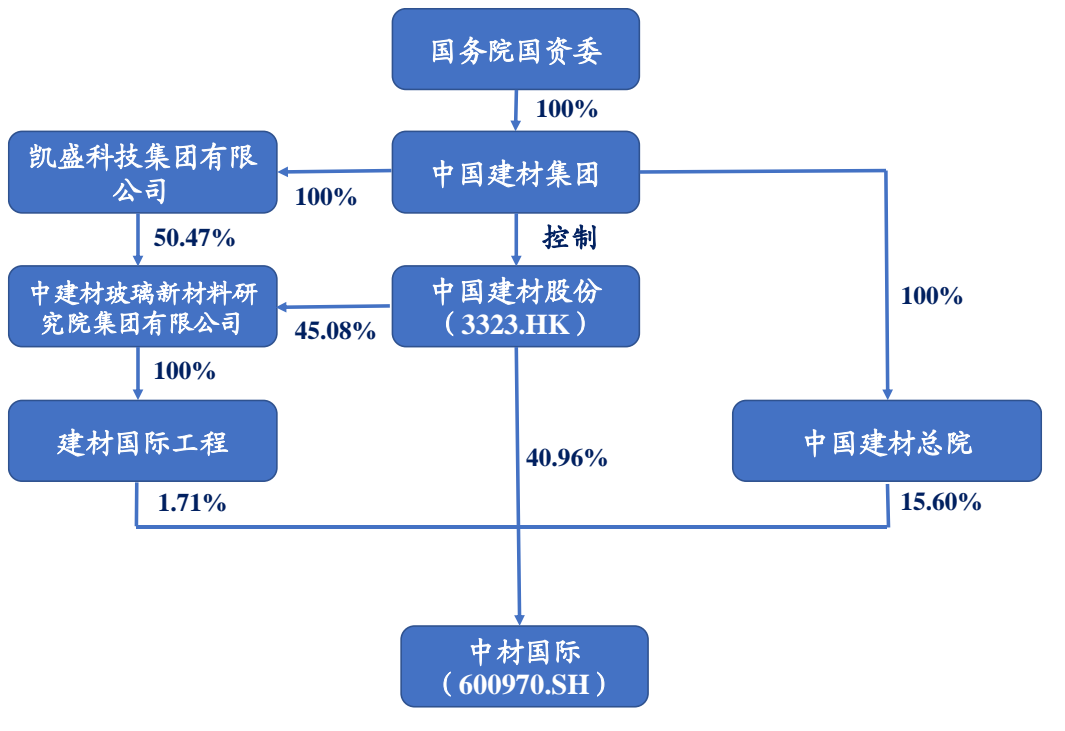 国务院国资委
100%
凯盛科技集团有限
公司
中国建材集团
100%
50.47%
控制
中建材玻璃新材料研
究院集团有限公司
中国建材股份
（3323.HK）
100%
45.08%
100%
建材国际工程
中国建材总院
40.96%
1.71%
15.60%
中材国际
（600970.SH）